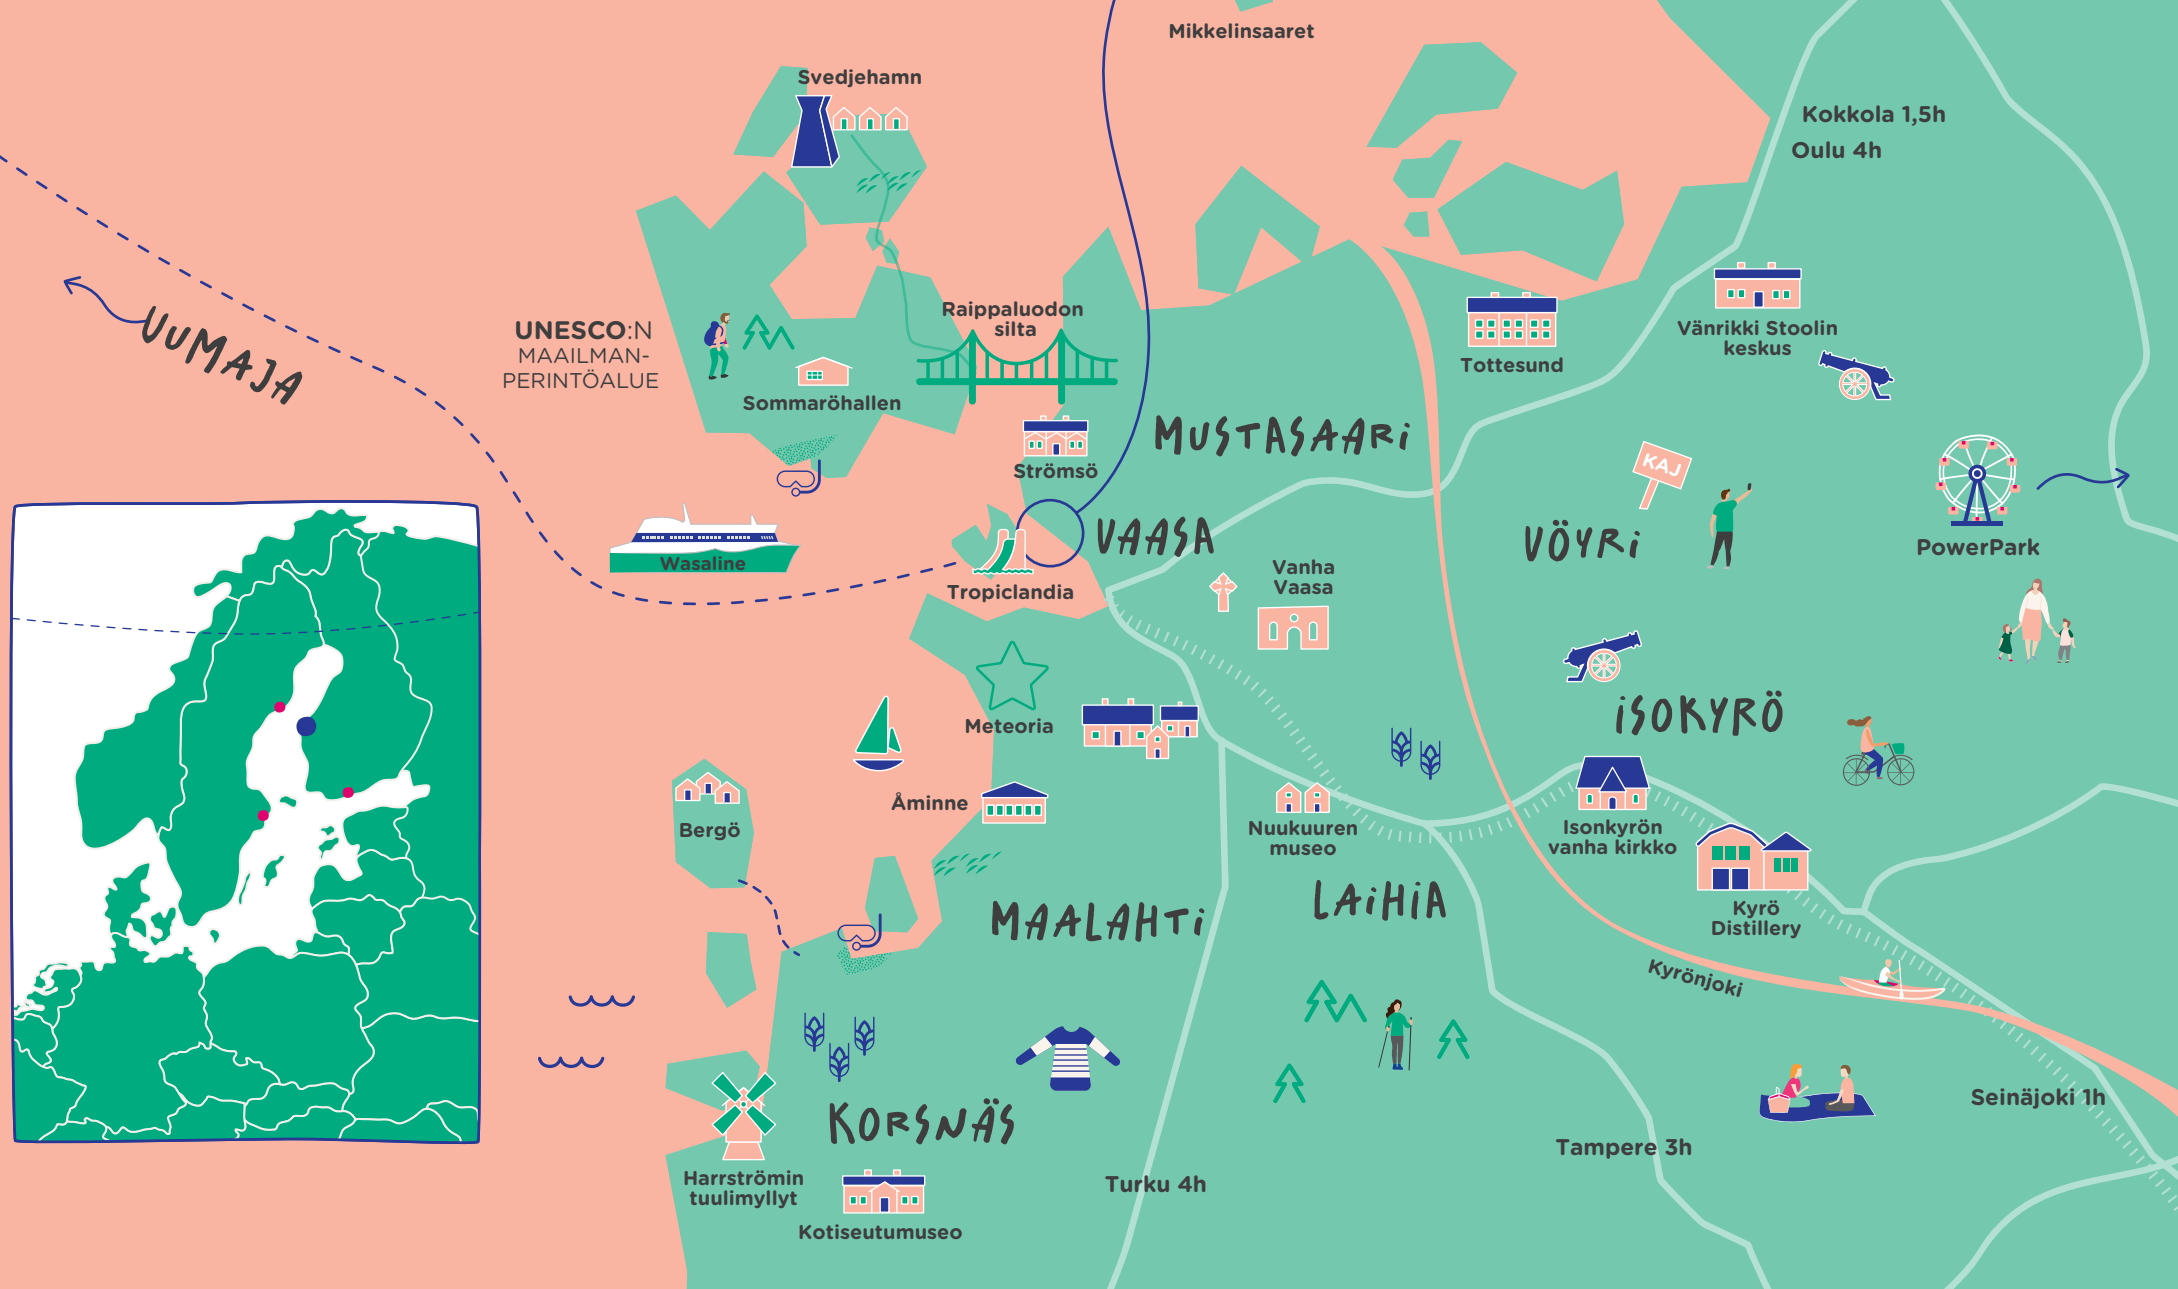 Mikkelinsaaret
Svedjehamn
Kokkola 1,5h
Oulu 4h
UUMAJA
UNESCO:N
MAAILMAN-
PERINTÖALUE
Raippaluodon
silta
Sommaröhallen
Strömsö
Tottesund
Vänrikki Stoolin
keskus
MUSTASAARi
KAJ
Wasaline
VAASA
Tropiclandia
VÖYRi
PowerPark
Vanha
Vaasa
Meteoria
iSOKYRÖ
Åminne
Bergö
Nuukuuren
museo
Isonkyrön
vanha kirkko
Kyrö
Distillery
MAALAHTi
LAiHiA
Kyrönjoki
KORSNÄS
Seinäjoki 1h
Tampere 3h
Turku 4h
Harrströmin
tuulimyllyt
Kotiseutumuseo